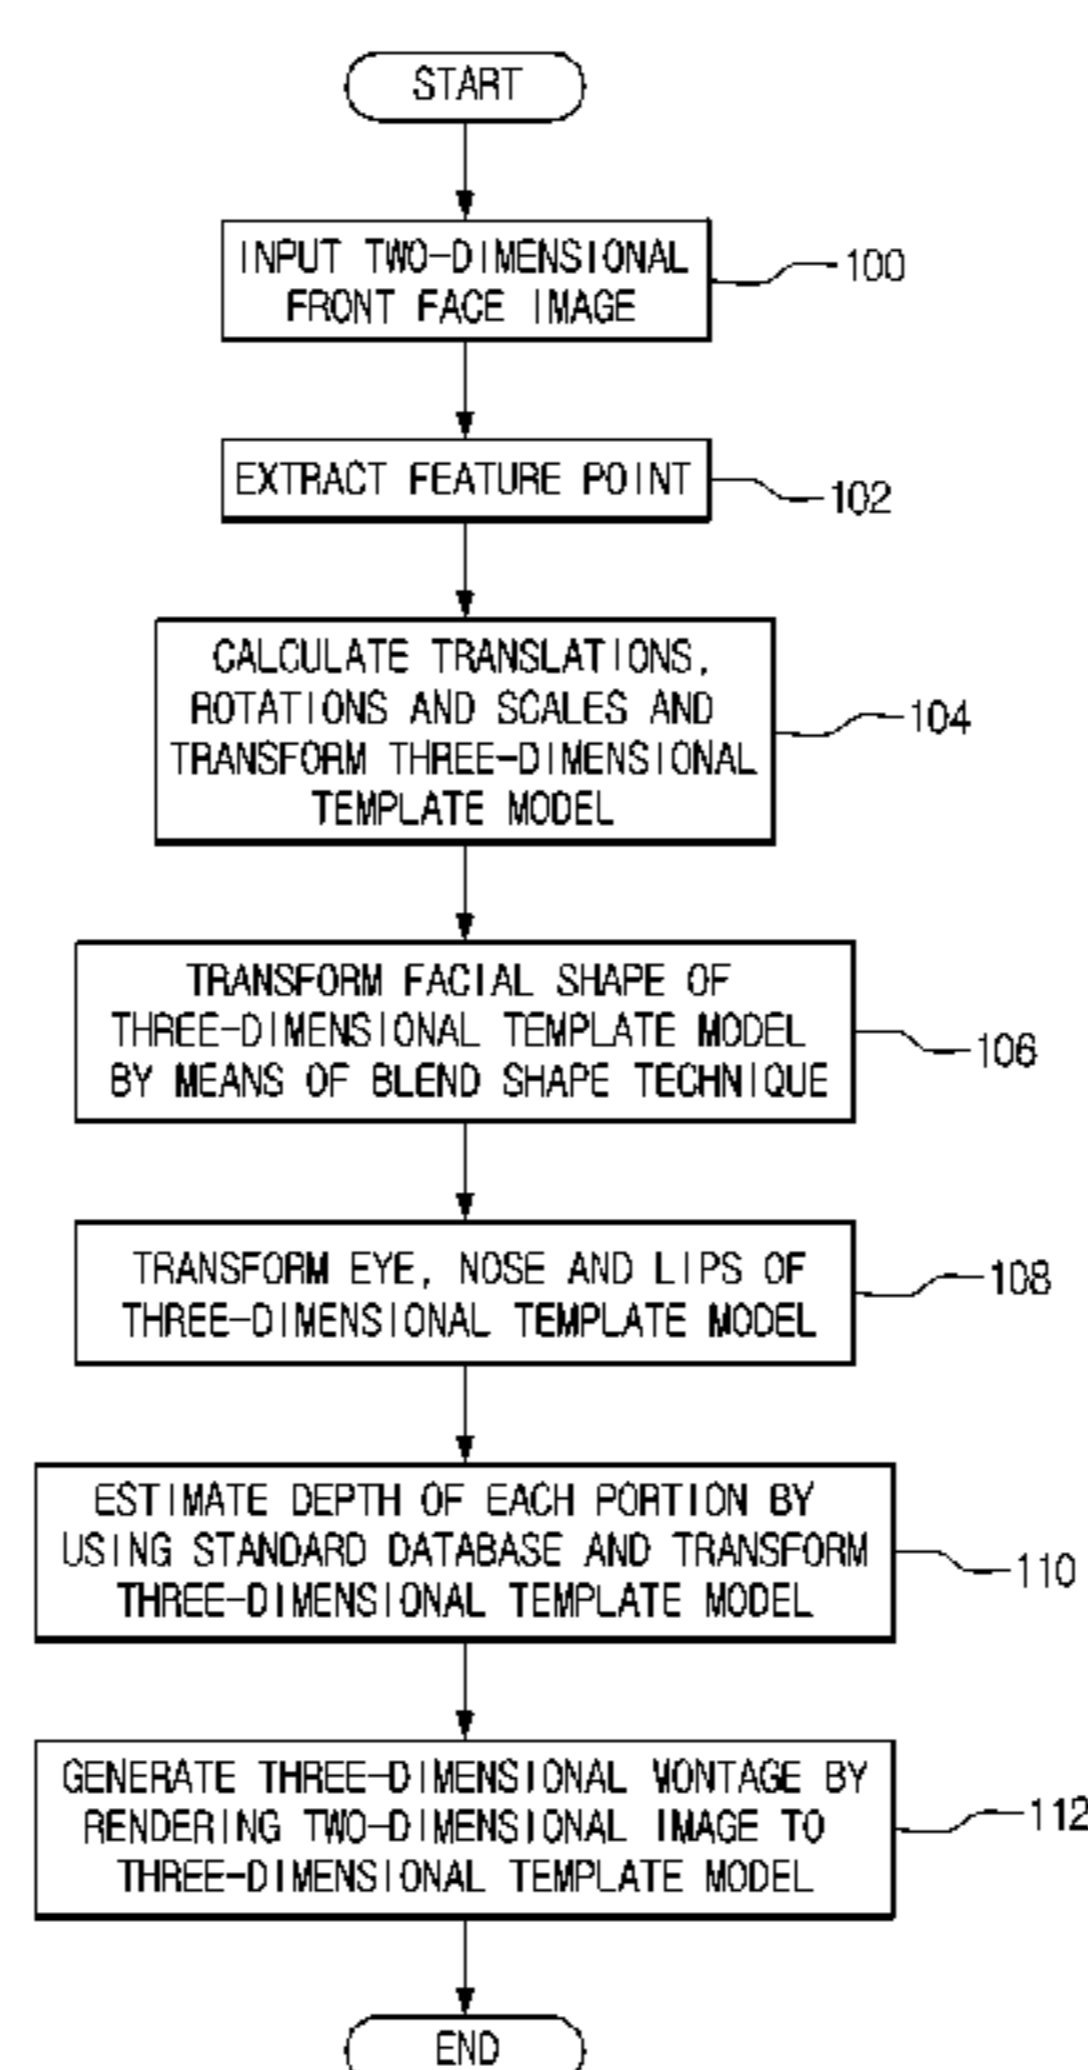 START
INPUT TWO-DIMENSIONAL
FRONT FACE IMAGE
100
EXTRACT FEATURE POINT
102
CALCULATE TRANSLATIONS,
ROTATIONS AND SCALES AND
TRANSFORM THREE-DIMENSIONAL
TEMPLATE MODEL
104
TRANSFORM FACIAL SHAPE OF
THREE-DIMENSIONAL TEMPLATE MODEL
BY MEANS OF BLEND SHAPE TECHNIQUE
106
TRANSFORM EYE, NOSE AND LIPS OF
THREE-DIMENSIONAL TEMPLATE MODEL
108
ESTIMATE DEPTH OF EACH PORTION BY
USING STANDARD DATABASE AND TRANSFORM
THREE-DIMENSIONAL TEMPLATE MODEL
110
GENERATE THREE-DIMENSIONAL MONTAGE BY
RENDERING TWO-DIMENSIONAL IMAGE TO
THREE-DIMENSIONAL TEMPLATE MODEL
112
END